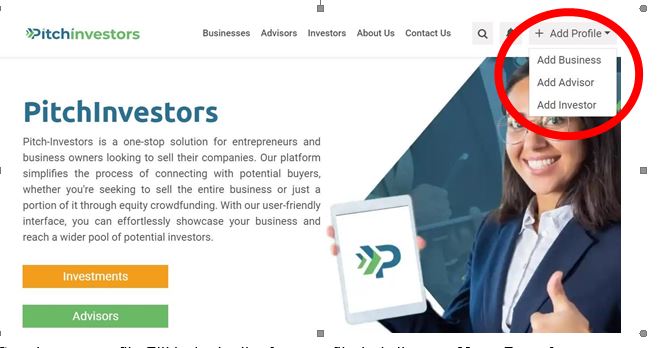 Pitchinvestors
Businesses Advisors Investors About Us Contact Us + Add Profile
Add Business
Add Advisor
Add Investor
PitchInvestors
Pitch-Investors is a one-stop solution for entrepreneurs and
business owners looking to sell their companies. Our platform
simplifies the process of connecting with potential buyers,
whether you're seeking to sell the entire business or just a
portion of it through equity crowdfunding. With our user-friendly
interface, you can effortlessly showcase your business and
reach a wider pool of potential investors.
Investments
Advisors